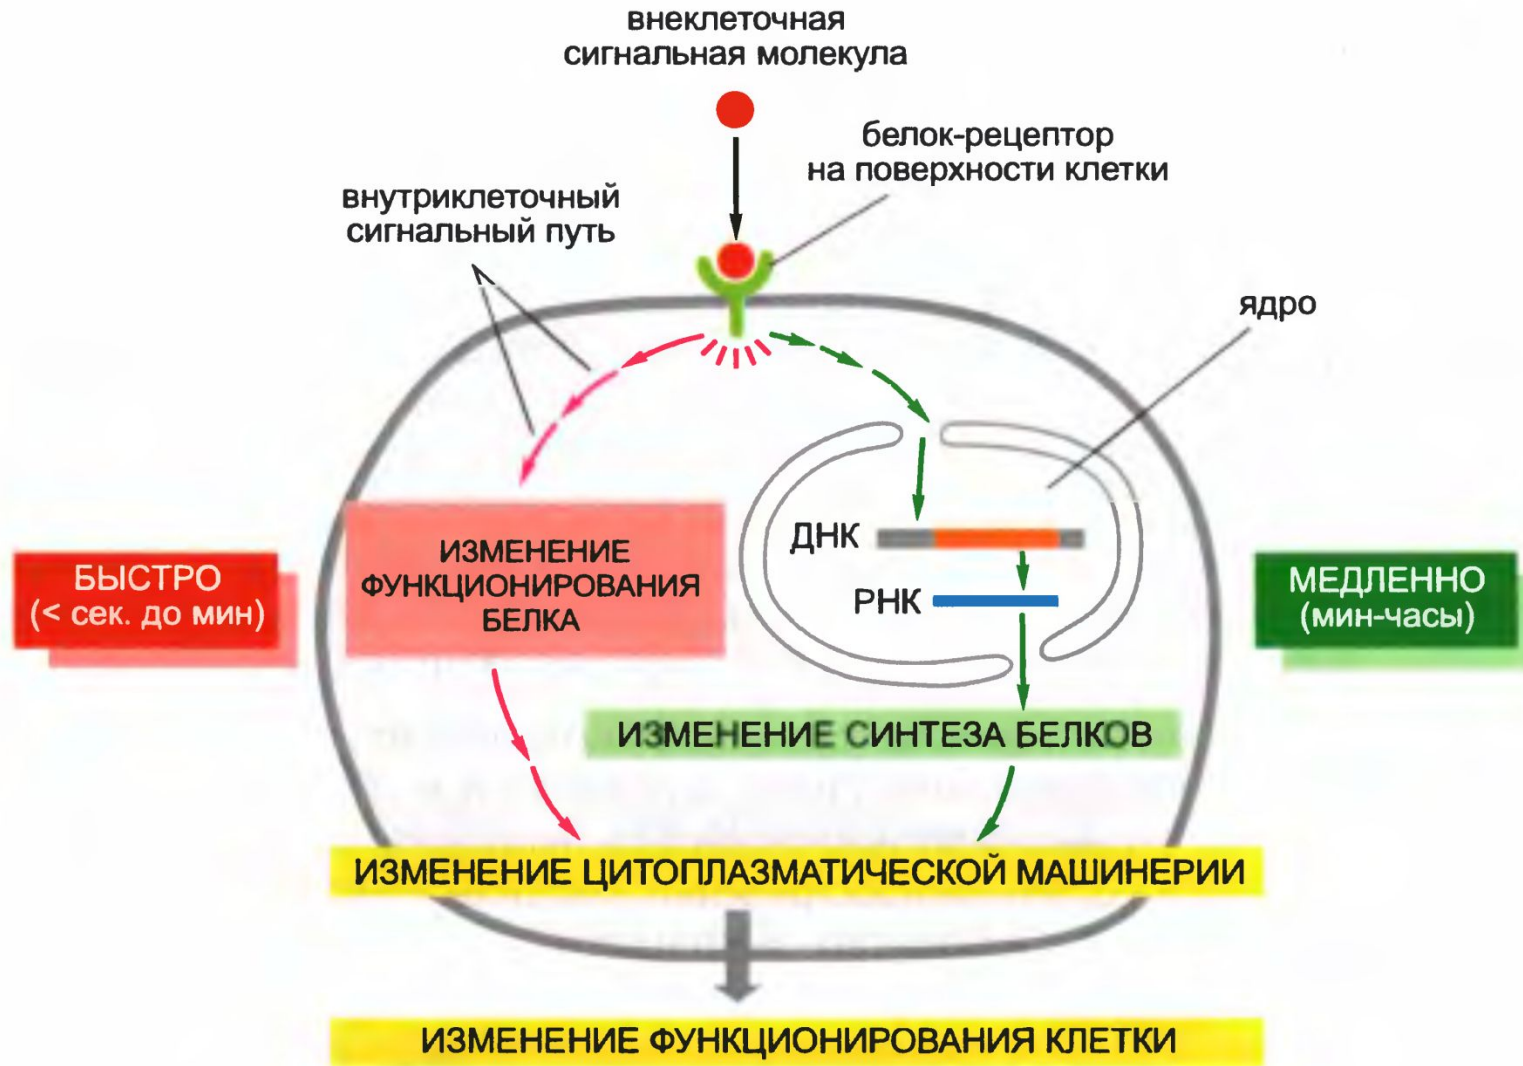 внеклеточная
сигнальная молекула
белок-рецептор
на поверхности клетки
внутриклеточный
сигнальный путь
ядро
ДНК
РНК
БЫСТРО
(< сек. до мин)
ИЗМЕНЕНИЕ
ФУНКЦИОНИРОВАНИЯ
БЕЛКА
МЕДЛЕННО
(мин-часы)
ИЗМЕНЕНИЕ СИНТЕЗА БЕЛКОВ
ИЗМЕНЕНИЕ ЦИТОПЛАЗМАТИЧЕСКОЙ МАШИНЕРИИ
ИЗМЕНЕНИЕ ФУНКЦИОНИРОВАНИЯ КЛЕТКИ